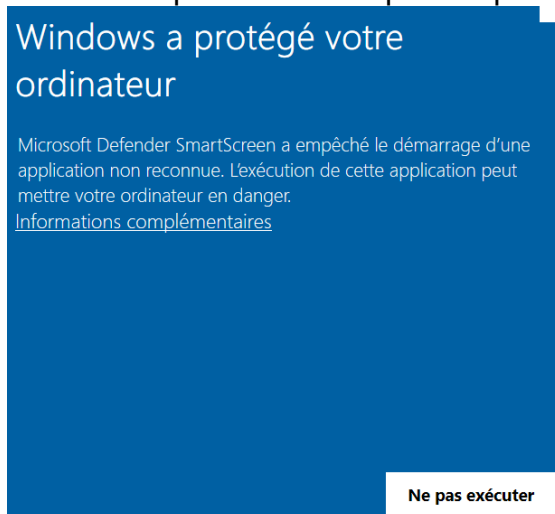 Windows a protégé votre
ordinateur
Microsoft Defender SmartScreen a empêché le démarrage d'une
application non reconnue. L'exécution de cette application peut
mettre votre ordinateur en danger.
Informations complémentaires
Ne pas exécuter